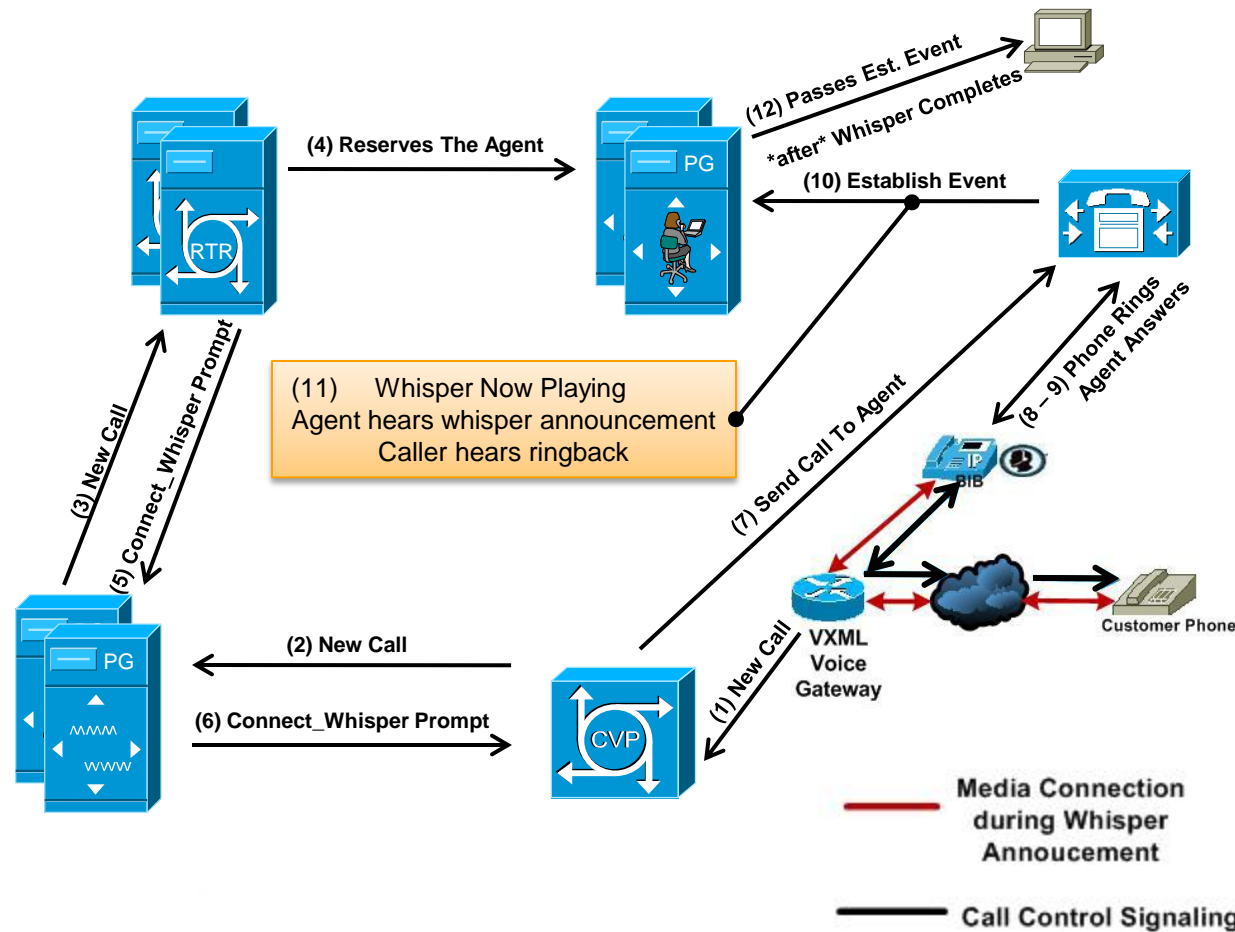 (12) Passes Est. Event
*after* Whisper Completes
(4) Reserves The Agent
PG
(10) Establish Event
RTR
(8 – 9) Phone Rings
Agent Answers
(3) New Call
(5) Connect_Whisper Prompt
(11) Whisper Now Playing
Agent hears whisper announcement
Caller hears ringback
(7) Send Call To Agent
IP
BIB
VXML
Voice
Gateway
Customer Phone
(1) New Call
(2) New Call
PG
(6) Connect_Whisper Prompt
CVP
Media Connection
during Whisper
Annoucement
Call Control Signaling